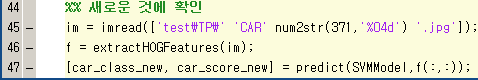 44 %% 새로운 것에 확인
45 - im = imread(['test₩TP₩' 'CAR' num2str(371,'%04d') '.jpg']);
46 - f = extractHOGFeatures(im);
47 - [car_class_new, car_score_new] = predict(SVMModel,f(:,:));